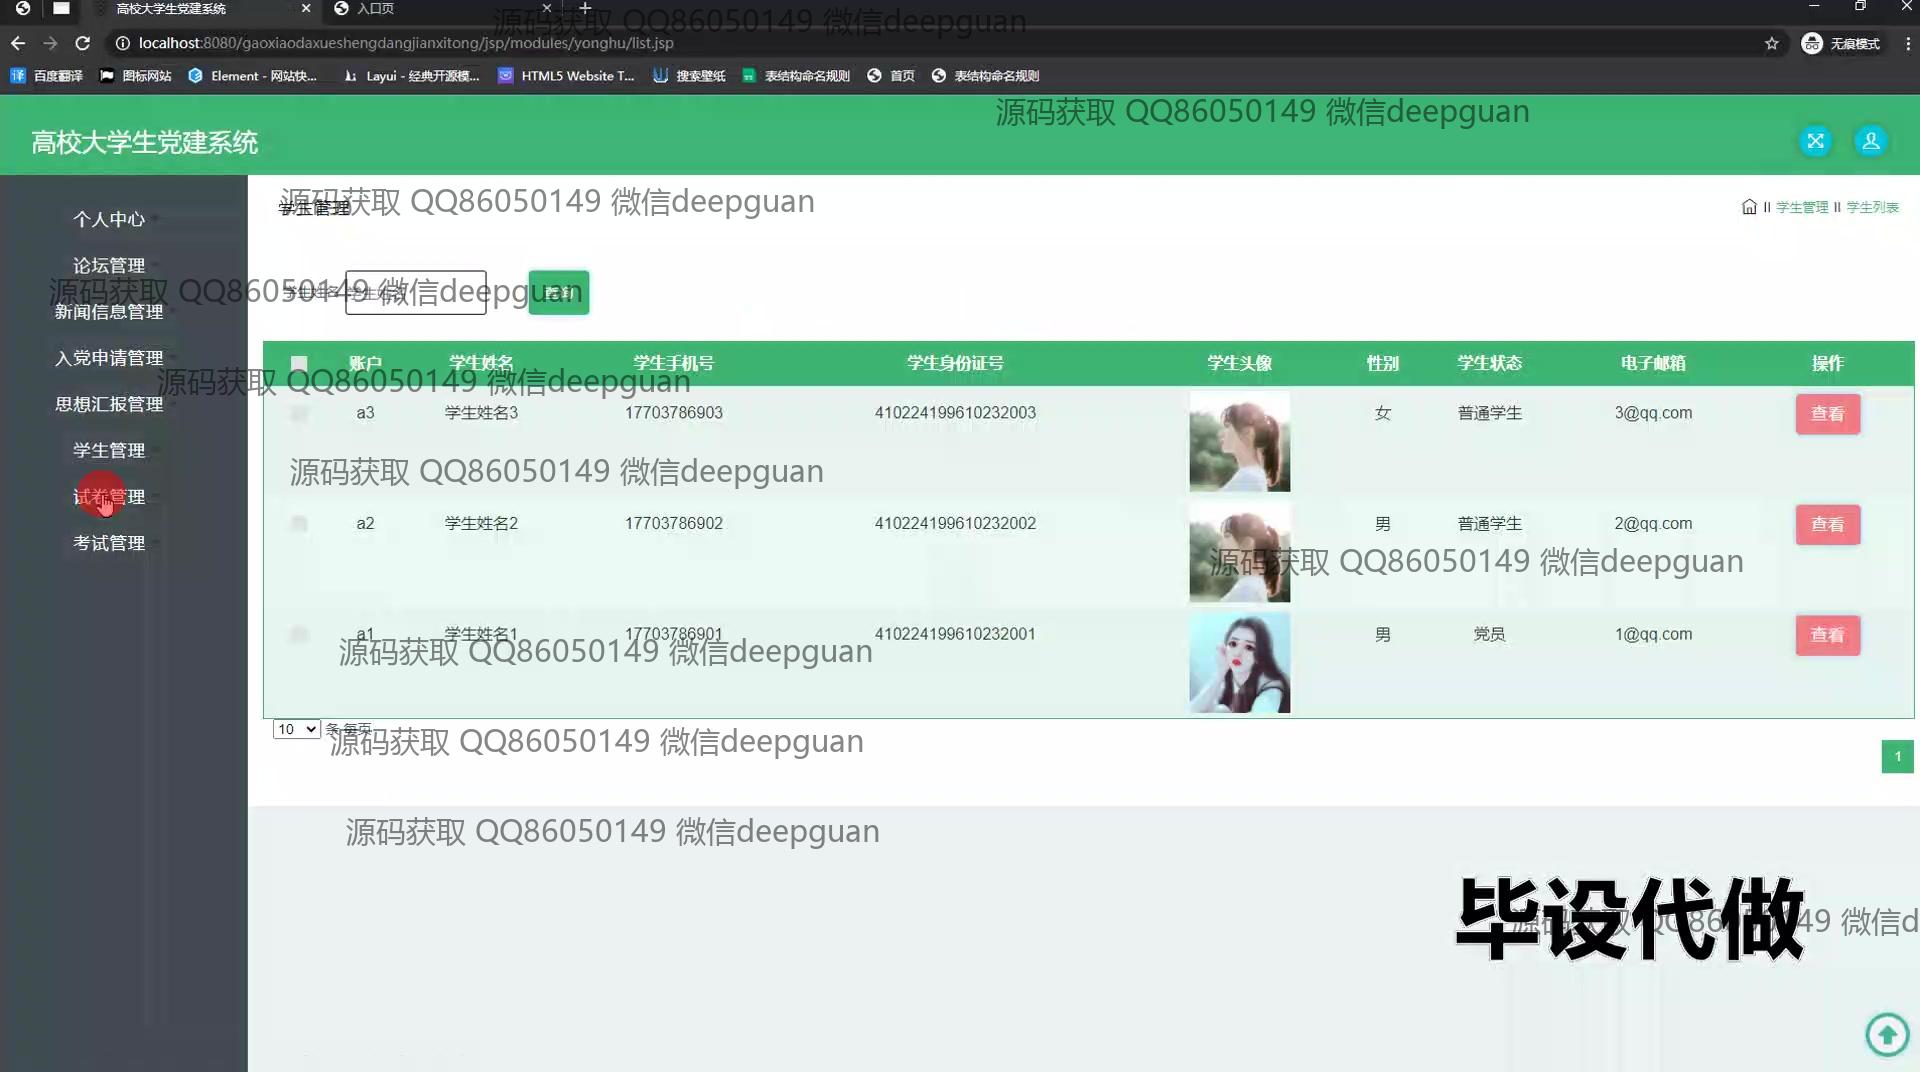 高校大学生党建系统
入口页
源码获取 QQ86050149 微信deepguan
localhost:8080/gaoxiaodaxueshengdangjianxitong/jsp/modules/yonghu/list.jsp
无痕模式
百度翻译
图标网站
Element - 网站快...
Layui - 经典开源模...
HTML5 Website T...
搜索壁纸
表结构命名规则
首页
表结构命名规则
源码获取 QQ86050149 微信deepguan
高校大学生党建系统
个人中心
论坛管理
新闻信息管理
入党申请管理
思想汇报管理
学生管理
试卷管理
考试管理
学生管理
源码获取 QQ86050149 微信deepguan
学生管理
学生列表
学生姓名
学生姓名
查询
源码获取 QQ86050149 微信deepguan
账户 学生姓名 学生手机号 学生身份证号 学生头像 性别 学生状态 电子邮箱 操作
源码获取 QQ86050149 微信deepguan
a3 学生姓名3 17703786903 410224199610232003 女 普通学生 3@qq.com 查看
源码获取 QQ86050149 微信deepguan
a2 学生姓名2 17703786902 410224199610232002 男 普通学生 2@qq.com 查看
源码获取 QQ86050149 微信deepguan
a1 学生姓名1 17703786901 410224199610232001 男 党员 1@qq.com 查看
源码获取 QQ86050149 微信deepguan
10 条 每页
源码获取 QQ86050149 微信deepguan
1
源码获取 QQ86050149 微信deepguan
毕设代做
源码获取 QQ86050149 微信d